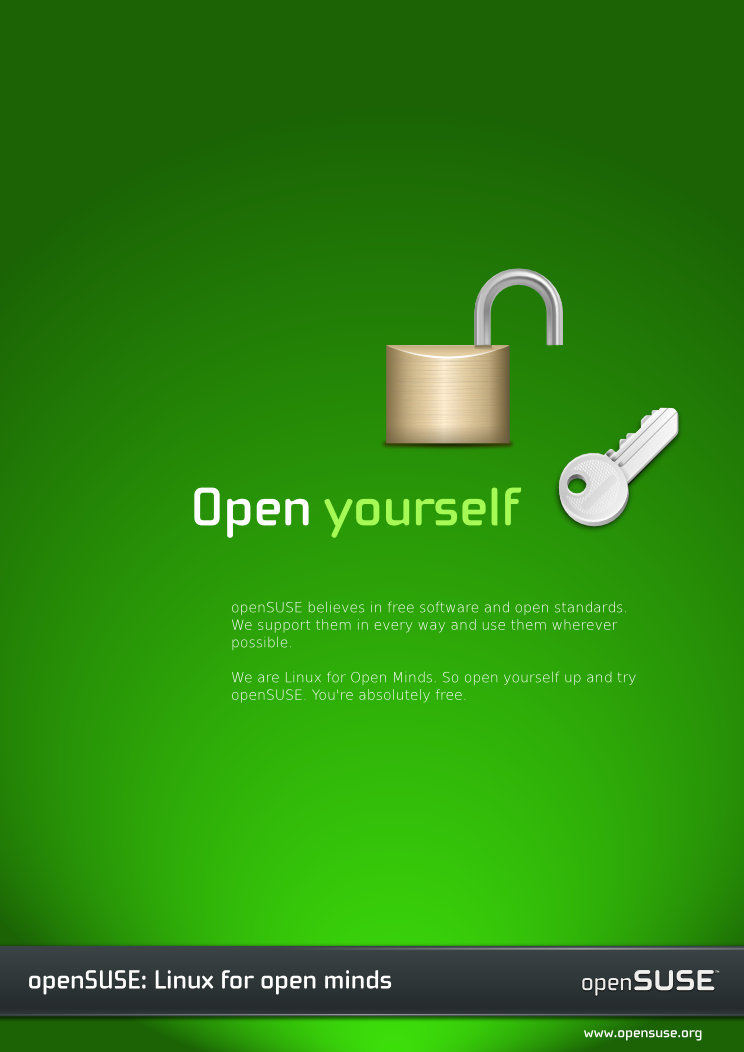 Open yourself
openSUSE believes in free software and open standards.
We support them in every way and use them wherever
possible.
We are Linux for Open Minds. So open yourself up and try
openSUSE. You're absolutely free.
openSUSE: Linux for open minds
openSUSE™
www.opensuse.org